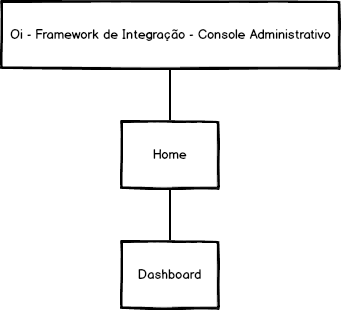 Oi - Framework de Integração - Console Administrativo
Home
Dashboard